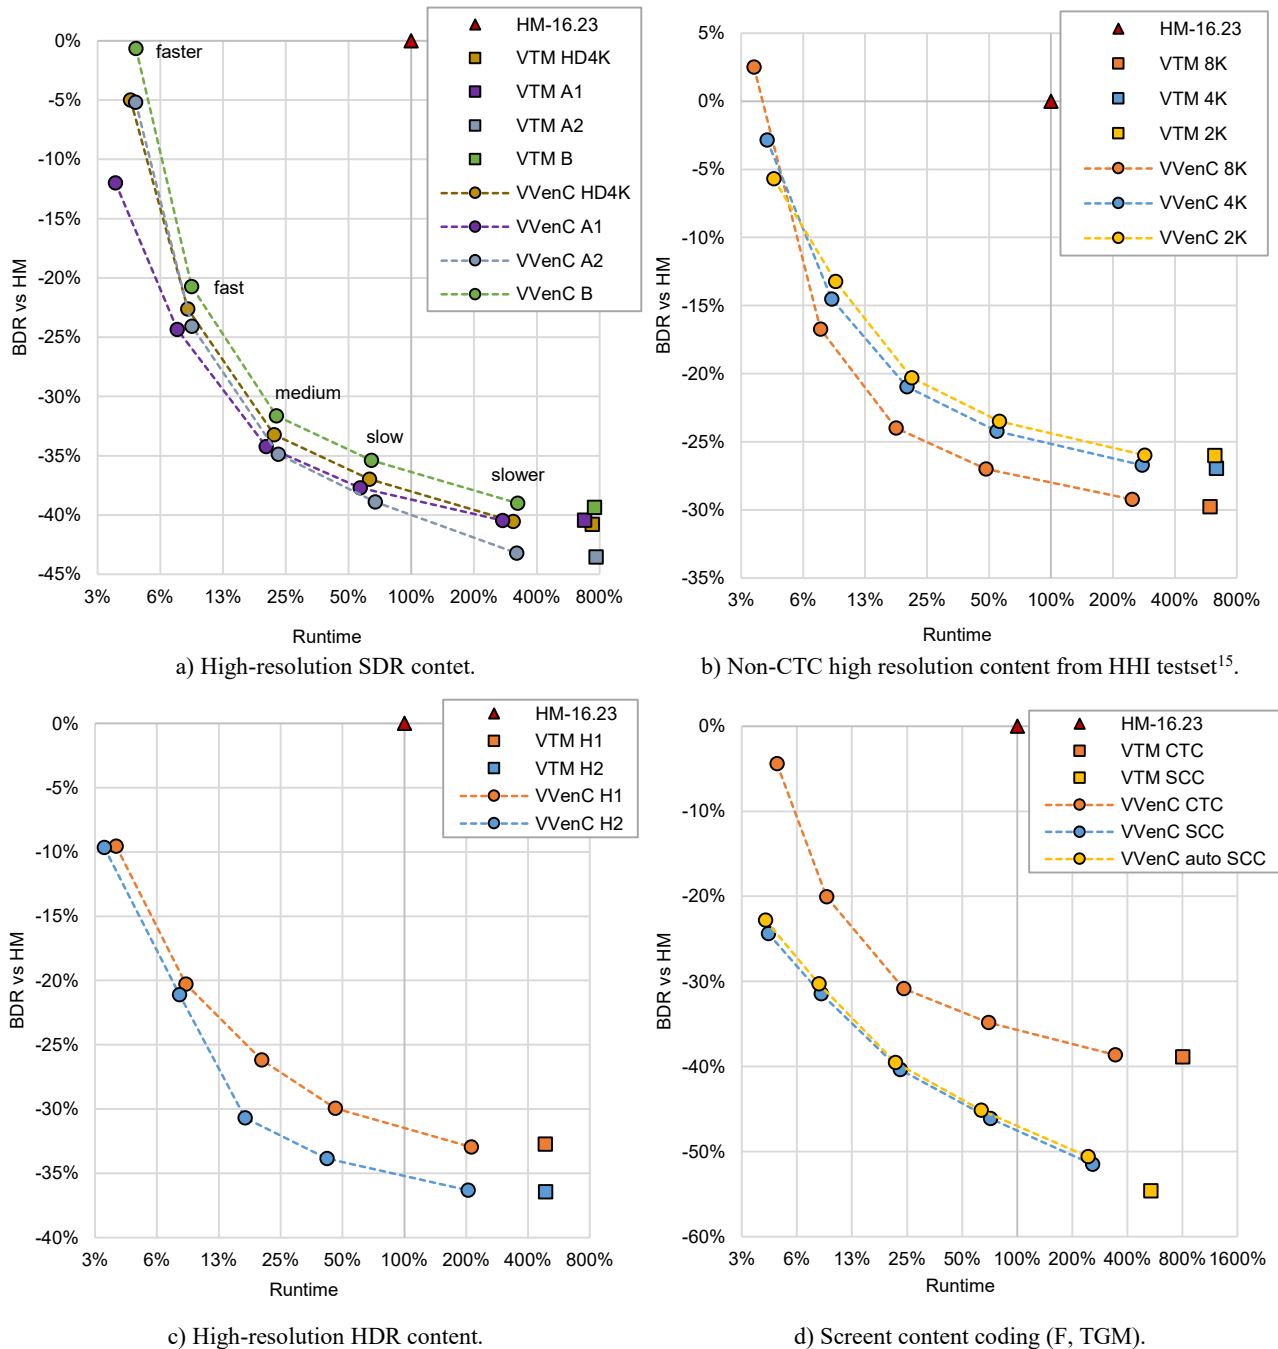 HM-16.23
VTM HD4K
VTM A1
VTM A2
VTM B
VVenC HD4K
VVenC A1
VVenC A2
VVenC B
0%
-5%
-10%
-15%
-20%
-25%
-30%
-35%
-40%
-45%
BDR vs HM
faster
fast
medium
slow
slower
3% 6% 13% 25% 50% 100% 200% 400% 800%
Runtime
a) High-resolution SDR contet.
HM-16.23
VTM 8K
VTM 4K
VTM 2K
VVenC 8K
VVenC 4K
VVenC 2K
5%
0%
-5%
-10%
-15%
-20%
-25%
-30%
-35%
BDR vs HM
3% 6% 13% 25% 50% 100% 200% 400% 800%
Runtime
b) Non-CTC high resolution content from HHI testset15.
HM-16.23
VTM H1
VTM H2
VVenC H1
VVenC H2
0%
-5%
-10%
-15%
-20%
-25%
-30%
-35%
-40%
BDR vs HM
3% 6% 13% 25% 50% 100% 200% 400% 800%
Runtime
c) High-resolution HDR content.
HM-16.23
VTM CTC
VTM SCC
VVenC CTC
VVenC SCC
VVenC auto SCC
0%
-10%
-20%
-30%
-40%
-50%
-60%
BDR vs HM
3% 6% 13% 25% 50% 100% 200% 400% 800% 1600%
Runtime
d) Screent content coding (F, TGM).